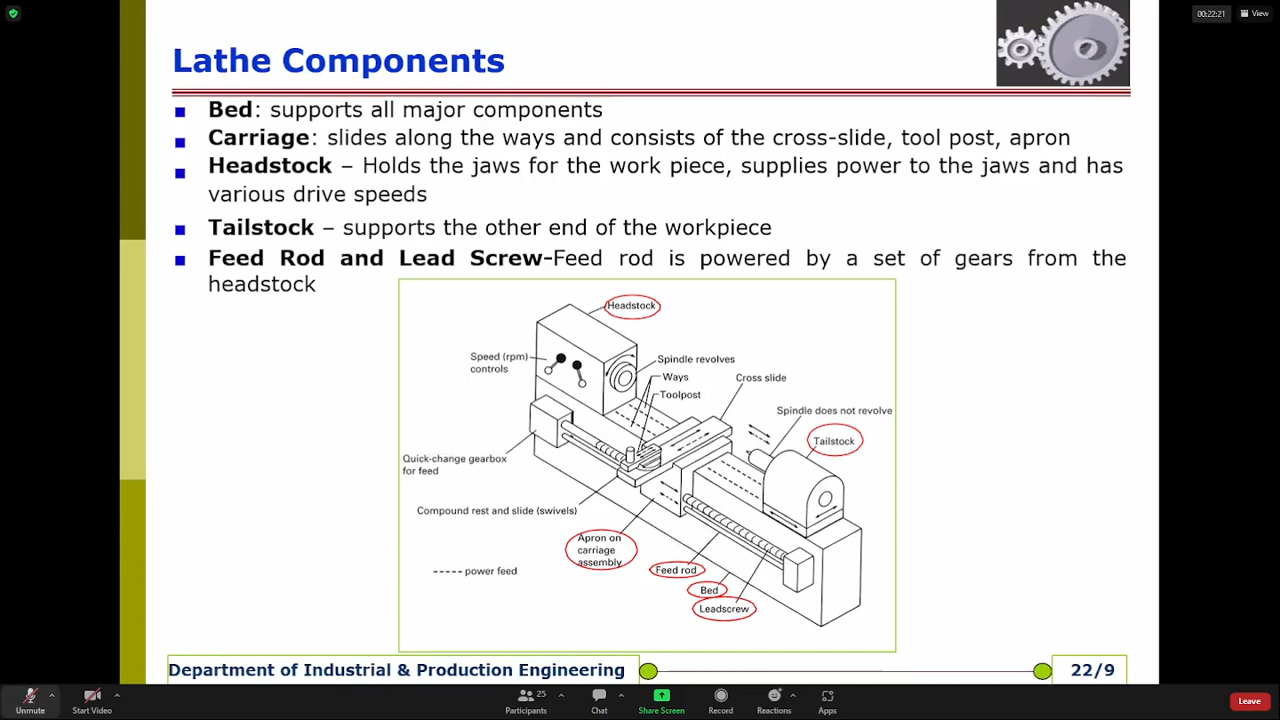 00:22:21 View
Lathe Components
Bed: supports all major components
Carriage: slides along the ways and consists of the cross-slide, tool post, apron
Headstock – Holds the jaws for the work piece, supplies power to the jaws and has
various drive speeds
Tailstock – supports the other end of the workpiece
Feed Rod and Lead Screw-Feed rod is powered by a set of gears from the
headstock
Headstock
Speed (rpm)
controls
Spindle revolves
Ways
Toolpost
Cross slide
Spindle does not revolve
Tailstock
Quick-change gearbox
for feed
Compound rest and slide (swivels)
Apron on
carriage
assembly
Feed rod
Bed
Leadscrew
power feed
Department of Industrial & Production Engineering
22/9
Unmute
Start Video
25
Participants
Chat
Share Screen
Record
Reactions
Apps
Leave